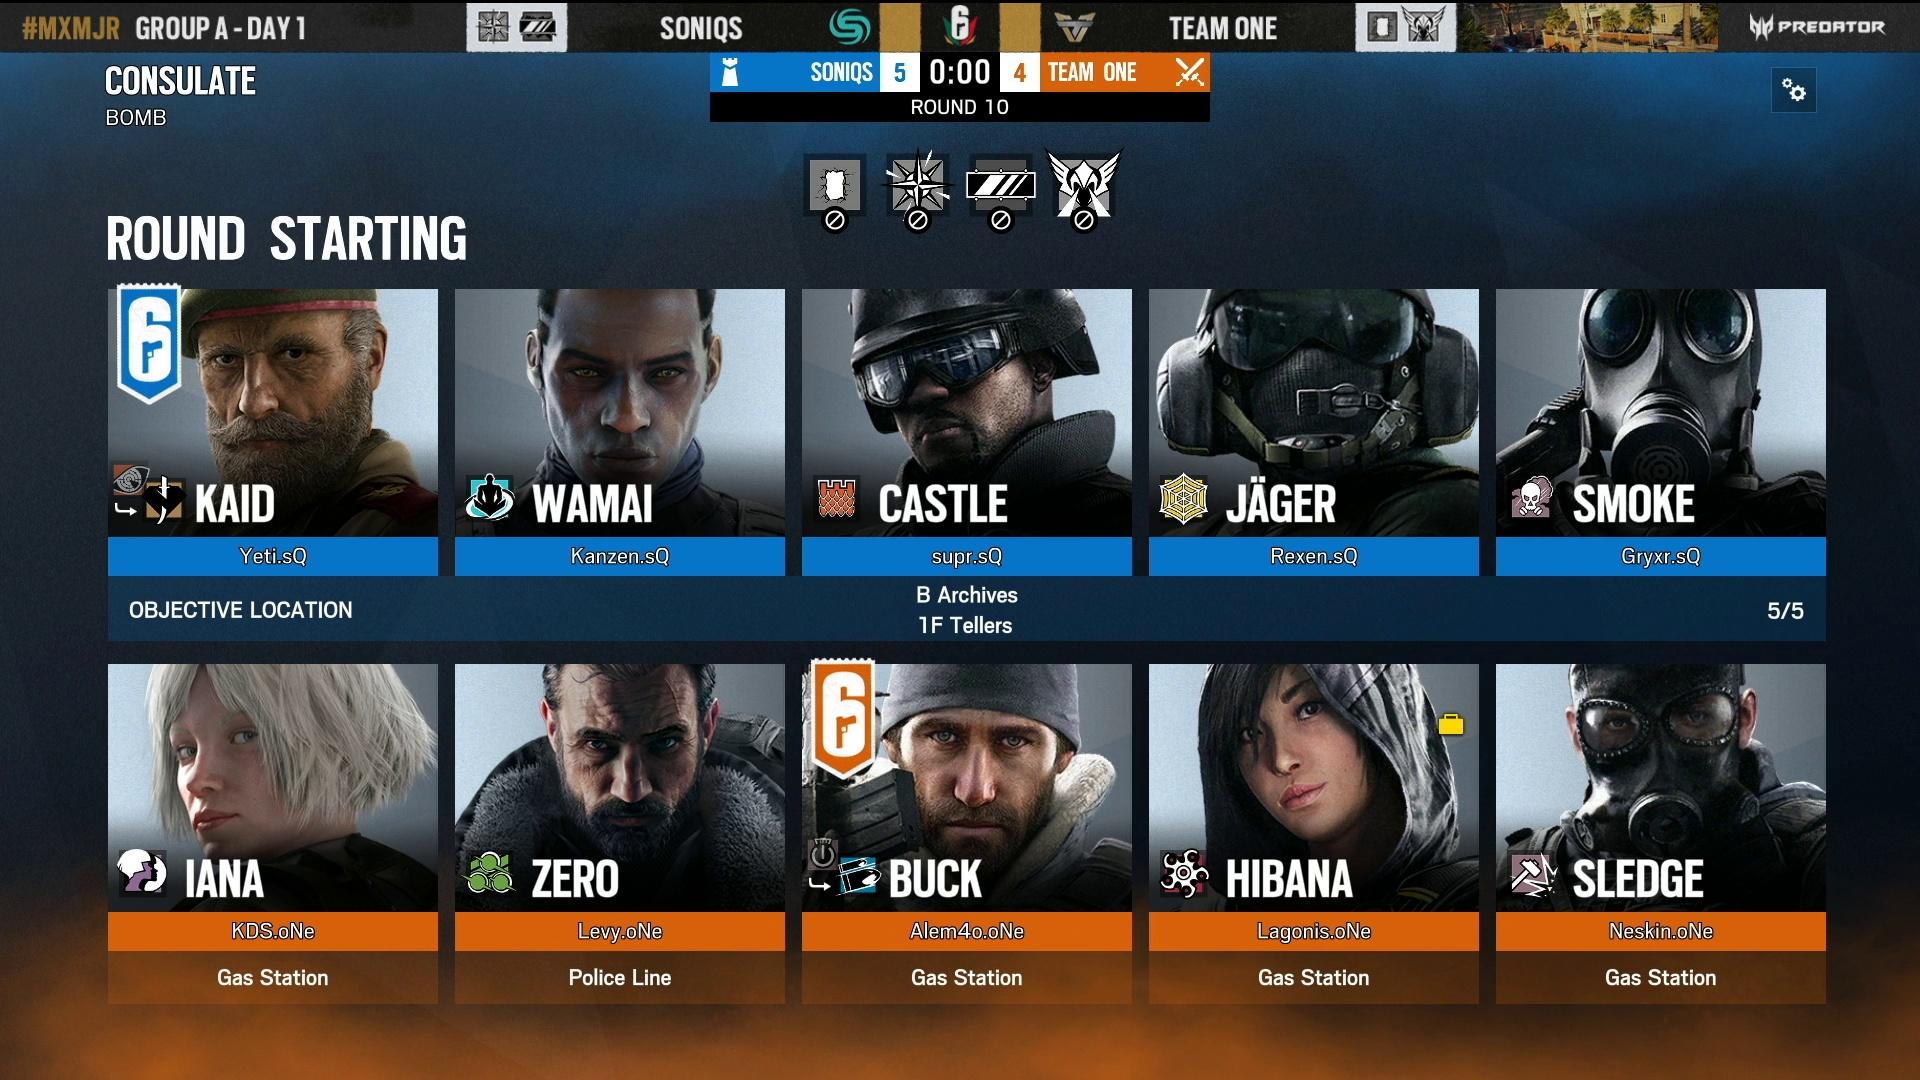 #MXMJR GROUP A - DAY 1
SONIQS
TEAM ONE
PREDATOR
CONSULATE
BOMB
SONIQS 5 0:00 4 TEAM ONE
ROUND 10
ROUND STARTING
6
KAID
WAMAI
CASTLE
JÄGER
SMOKE
Yeti.sQ
Kanzen.sQ
supr.sQ
Rexen.sQ
Gryxr.sQ
OBJECTIVE LOCATION
B Archives
1F Tellers
5/5
6
IANA
ZERO
BUCK
HIBANA
SLEDGE
KDS.oNe
Levy.oNe
Alem4o.oNe
Lagonis.oNe
Neskin.oNe
Gas Station
Police Line
Gas Station
Gas Station
Gas Station